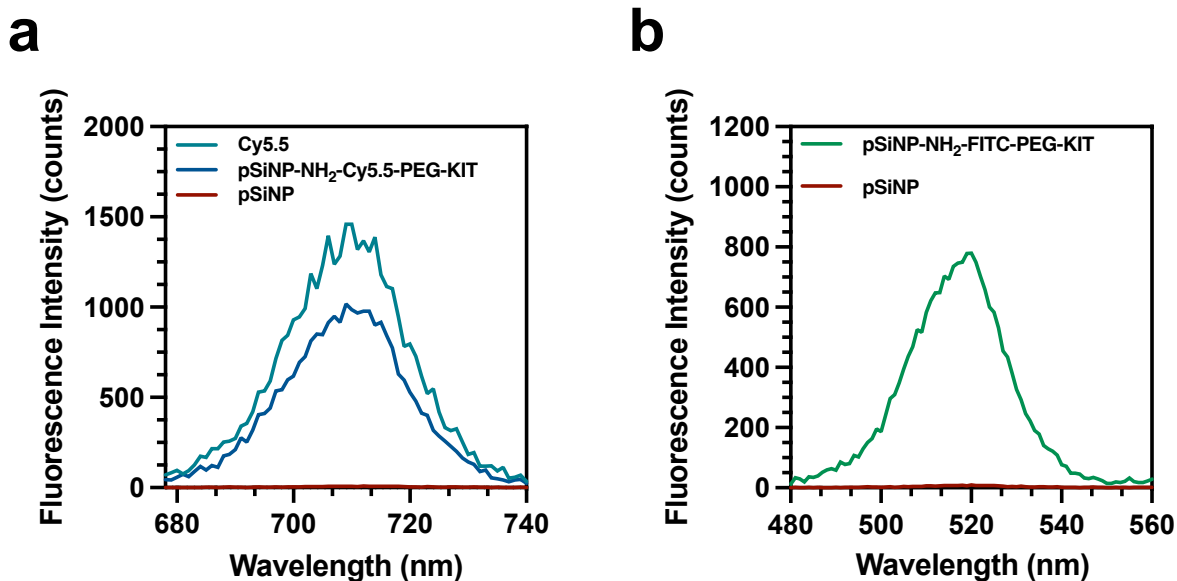 a
Fluorescence Intensity (counts)
2000
1500
1000
500
0
Cy5.5
pSiNP-NH₂-Cy5.5-PEG-KIT
pSiNP
680 700 720 740
Wavelength (nm)
b
Fluorescence Intensity (counts)
1200
1000
800
600
400
200
0
pSiNP-NH₂-FITC-PEG-KIT
pSiNP
480 500 520 540 560
Wavelength (nm)